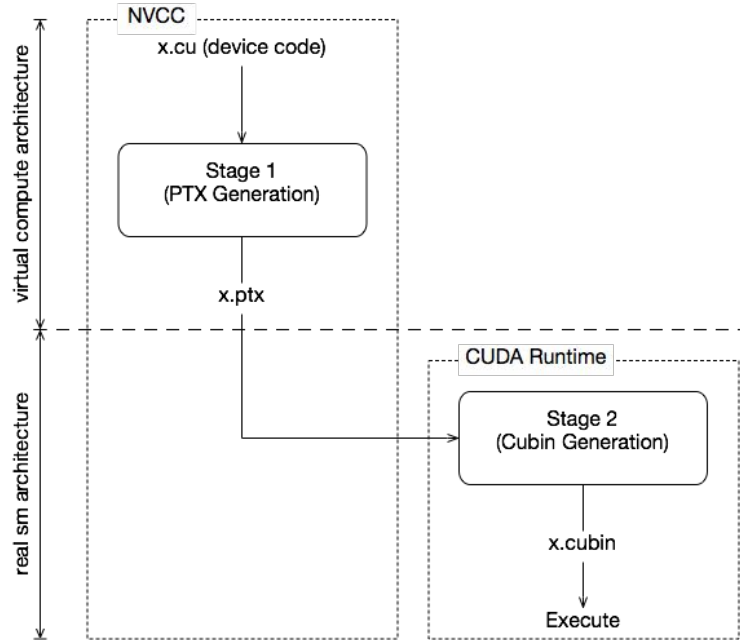 NVCC
x.cu (device code)
virtual compute architecture
Stage 1
(PTX Generation)
x.ptx
real sm architecture
CUDA Runtime
Stage 2
(Cubin Generation)
x.cubin
Execute